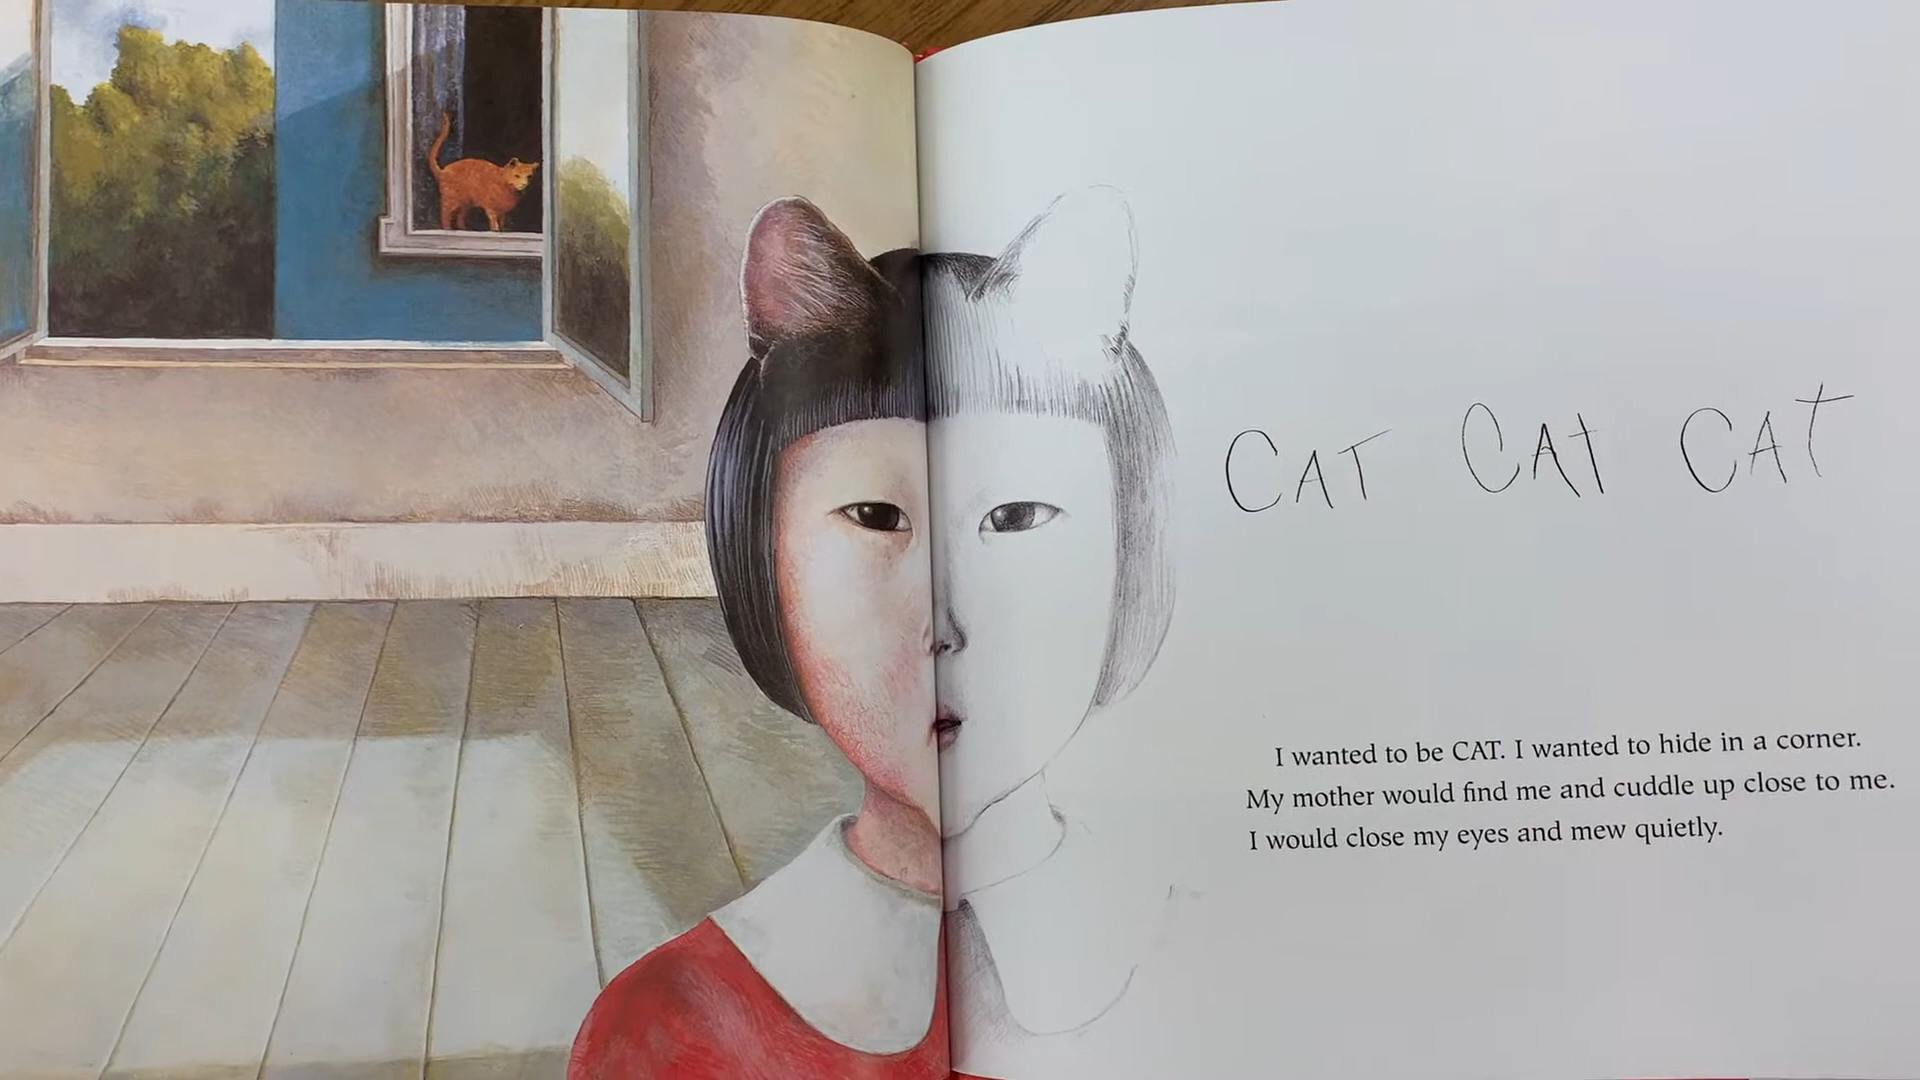 CAT CAT CAT
I wanted to be CAT. I wanted to hide in a corner.
My mother would find me and cuddle up close to me.
I would close my eyes and mew quietly.